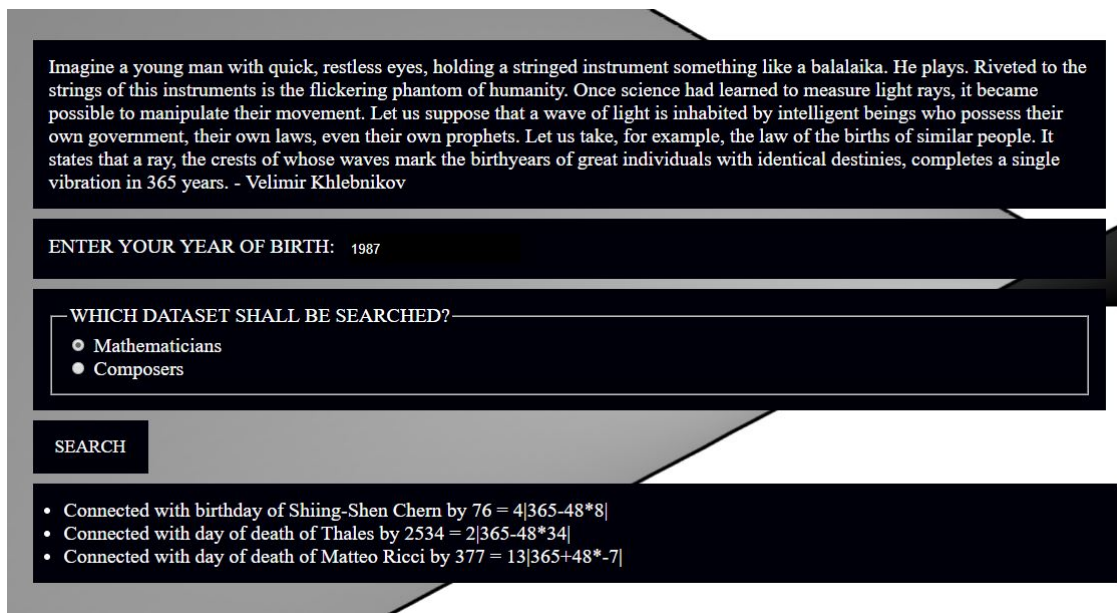 Imagine a young man with quick, restless eyes, holding a stringed instrument something like a balalaika. He plays. Riveted to the
strings of this instruments is the flickering phantom of humanity. Once science had learned to measure light rays, it became
possible to manipulate their movement. Let us suppose that a wave of light is inhabited by intelligent beings who possess their
own government, their own laws, even their own prophets. Let us take, for example, the law of the births of similar people. It
states that a ray, the crests of whose waves mark the birthyears of great individuals with identical destinies, completes a single
vibration in 365 years. - Velimir Khlebnikov
ENTER YOUR YEAR OF BIRTH: 1987
WHICH DATASET SHALL BE SEARCHED?
Mathematicians
Composers
SEARCH
• Connected with birthday of Shiing-Shen Chern by 76 = 4|365-48*8|
• Connected with day of death of Thales by 2534 = 2|365-48*34|
• Connected with day of death of Matteo Ricci by 377 = 13|365+48*-7|